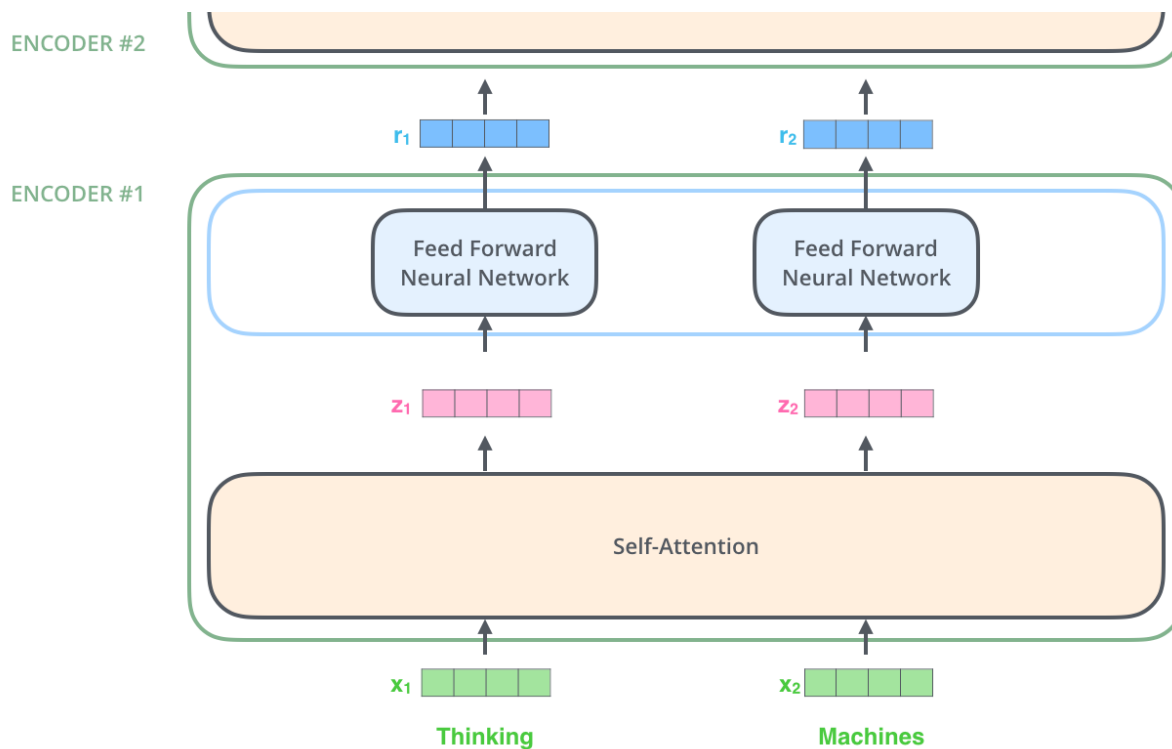 ENCODER #2
r₁
r₂
ENCODER #1
Feed Forward
Neural Network
Feed Forward
Neural Network
z₁
z₂
Self-Attention
x₁
x₂
Thinking
Machines